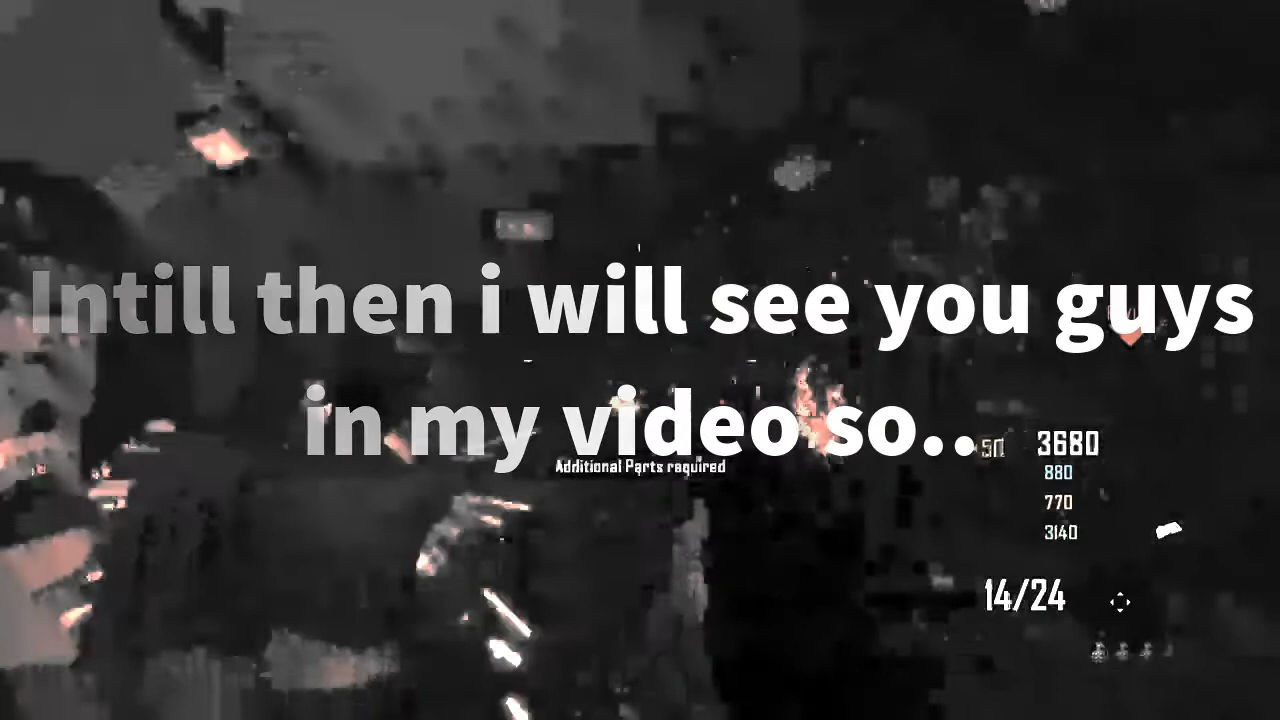 Intill then i will see you guys
in my video so..
Additional Parts required
50 3680
880
770
3140
14/24